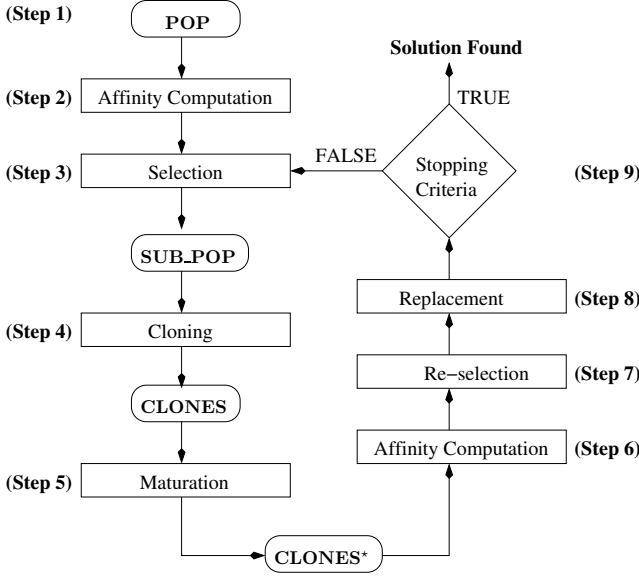 (Step 1)
POP
Solution Found
(Step 2)
Affinity Computation
TRUE
FALSE
(Step 3)
Selection
Stopping
Criteria
(Step 9)
SUB_POP
Replacement
(Step 8)
(Step 4)
Cloning
Re−selection
(Step 7)
CLONES
Affinity Computation
(Step 6)
(Step 5)
Maturation
CLONES*